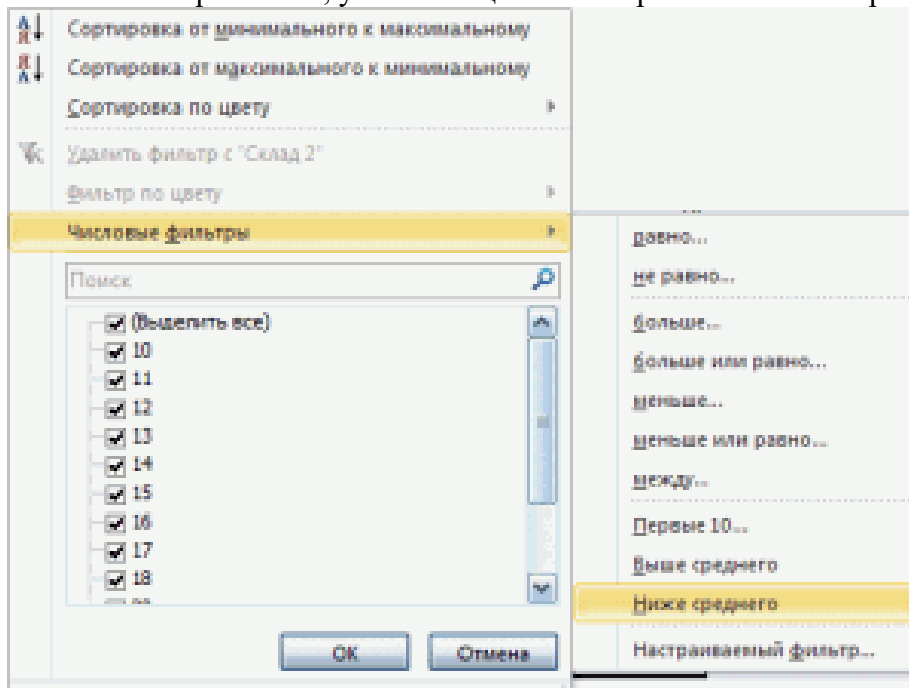 Сортировка от минимального к максимальному
Сортировка от максимального к минимальному
Сортировка по цвету
Удалить фильтр с "Склад 2"
Фильтр по цвету
Числовые фильтры
Поиск
(Выделить все)
10
11
12
13
14
15
16
17
18
ОК
Отмена
равно...
не равно...
больше...
больше или равно...
меньше...
меньше или равно...
между...
Первые 10...
Выше среднего
Ниже среднего
Настраиваемый фильтр...